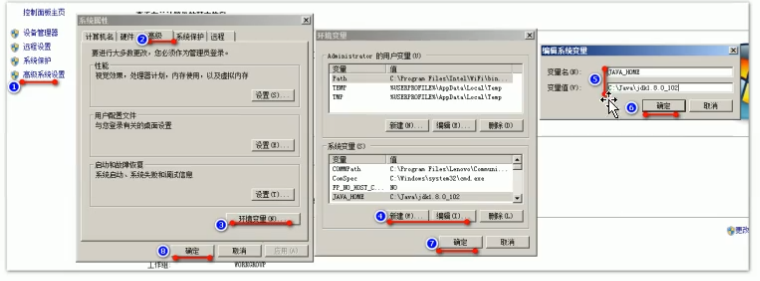 控制面板主页
设备管理器
远程设置
系统保护
高级系统设置
系统属性
计算机名 硬件 高级 系统保护 远程
要进行大多数更改，您必须作为管理员登录。
性能
视觉效果，处理器计划，内存使用，以及虚拟内存
设置(S)...
用户配置文件
与您登录有关的桌面设置
设置(E)...
启动和故障恢复
系统启动、系统失败和调试信息
设置(T)...
环境变量(N)...
确定 取消 应用(A)
工作组: WORKGROUP
环境变量
Administrator 的用户变量(U)
变量 值
Path C:\Program Files\Intel\WiFi\bin...
TEMP %USERPROFILE%\AppData\Local\Temp
TMP %USERPROFILE%\AppData\Local\Temp
新建(N)... 编辑(E)... 删除(D)
系统变量(S)
变量 值
COMMPath C:\Program Files\Lenovo\Communi...
ComSpec C:\Windows\system32\cmd.exe
FP_NO_HOST_C... NO
JAVA_HOME C:\Java\jdk1.8.0_102
新建(W)... 编辑(I)... 删除(L)
确定 取消
编辑系统变量
变量名(N): JAVA_HOME
变量值(V): C:\Java\jdk1.8.0_102
确定 取消
更改
1
2
3
4
5
6
7
8